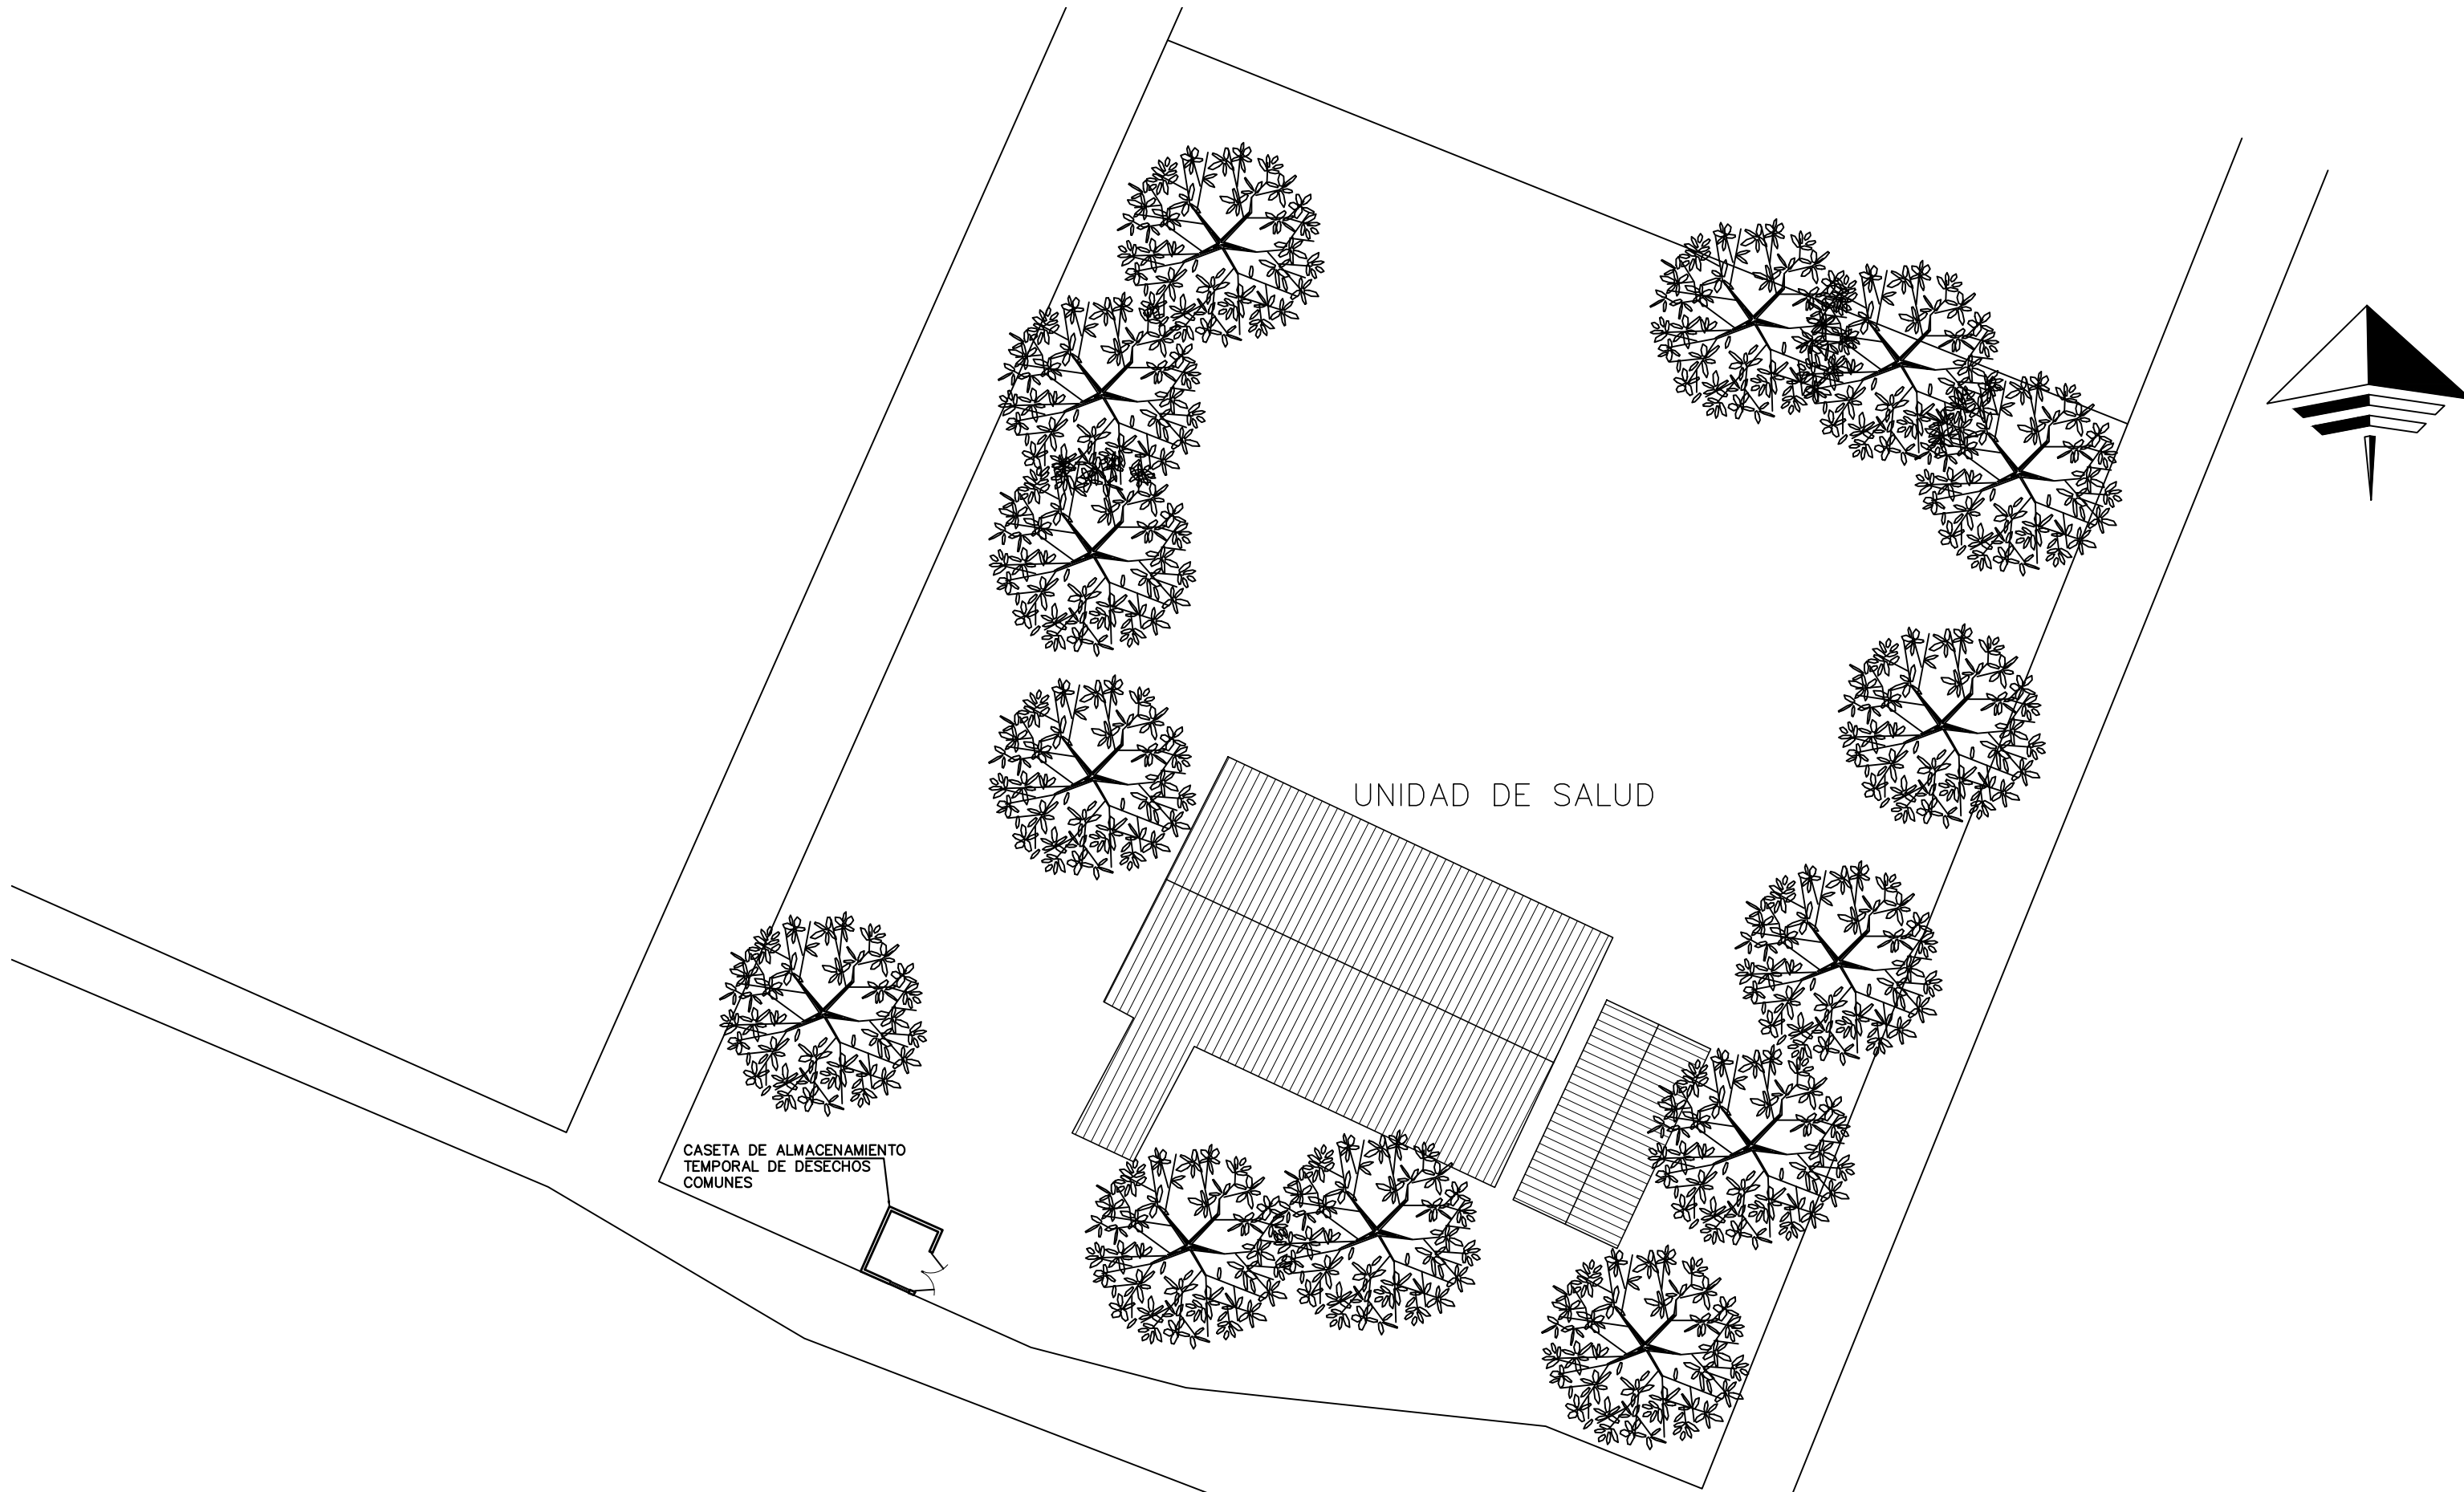 UNIDAD DE SALUD
CASETA DE ALMACENAMIENTO
TEMPORAL DE DESECHOS
COMUNES